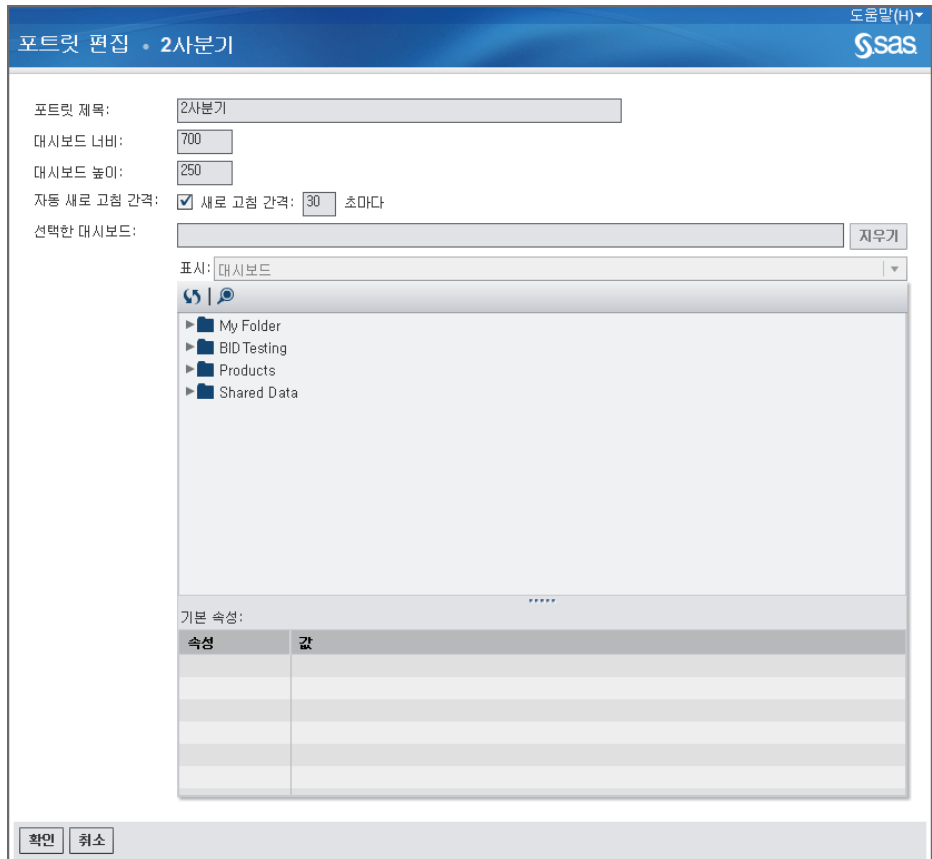 도움말(H)
포트릿 편집 • 2사분기
sas
포트릿 제목: 2사분기
대시보드 너비: 700
대시보드 높이: 250
자동 새로 고침 간격: 새로 고침 간격: 30 초마다
선택한 대시보드: 지우기
표시: 대시보드
My Folder
BID Testing
Products
Shared Data
기본 속성:
속성 값
확인 취소